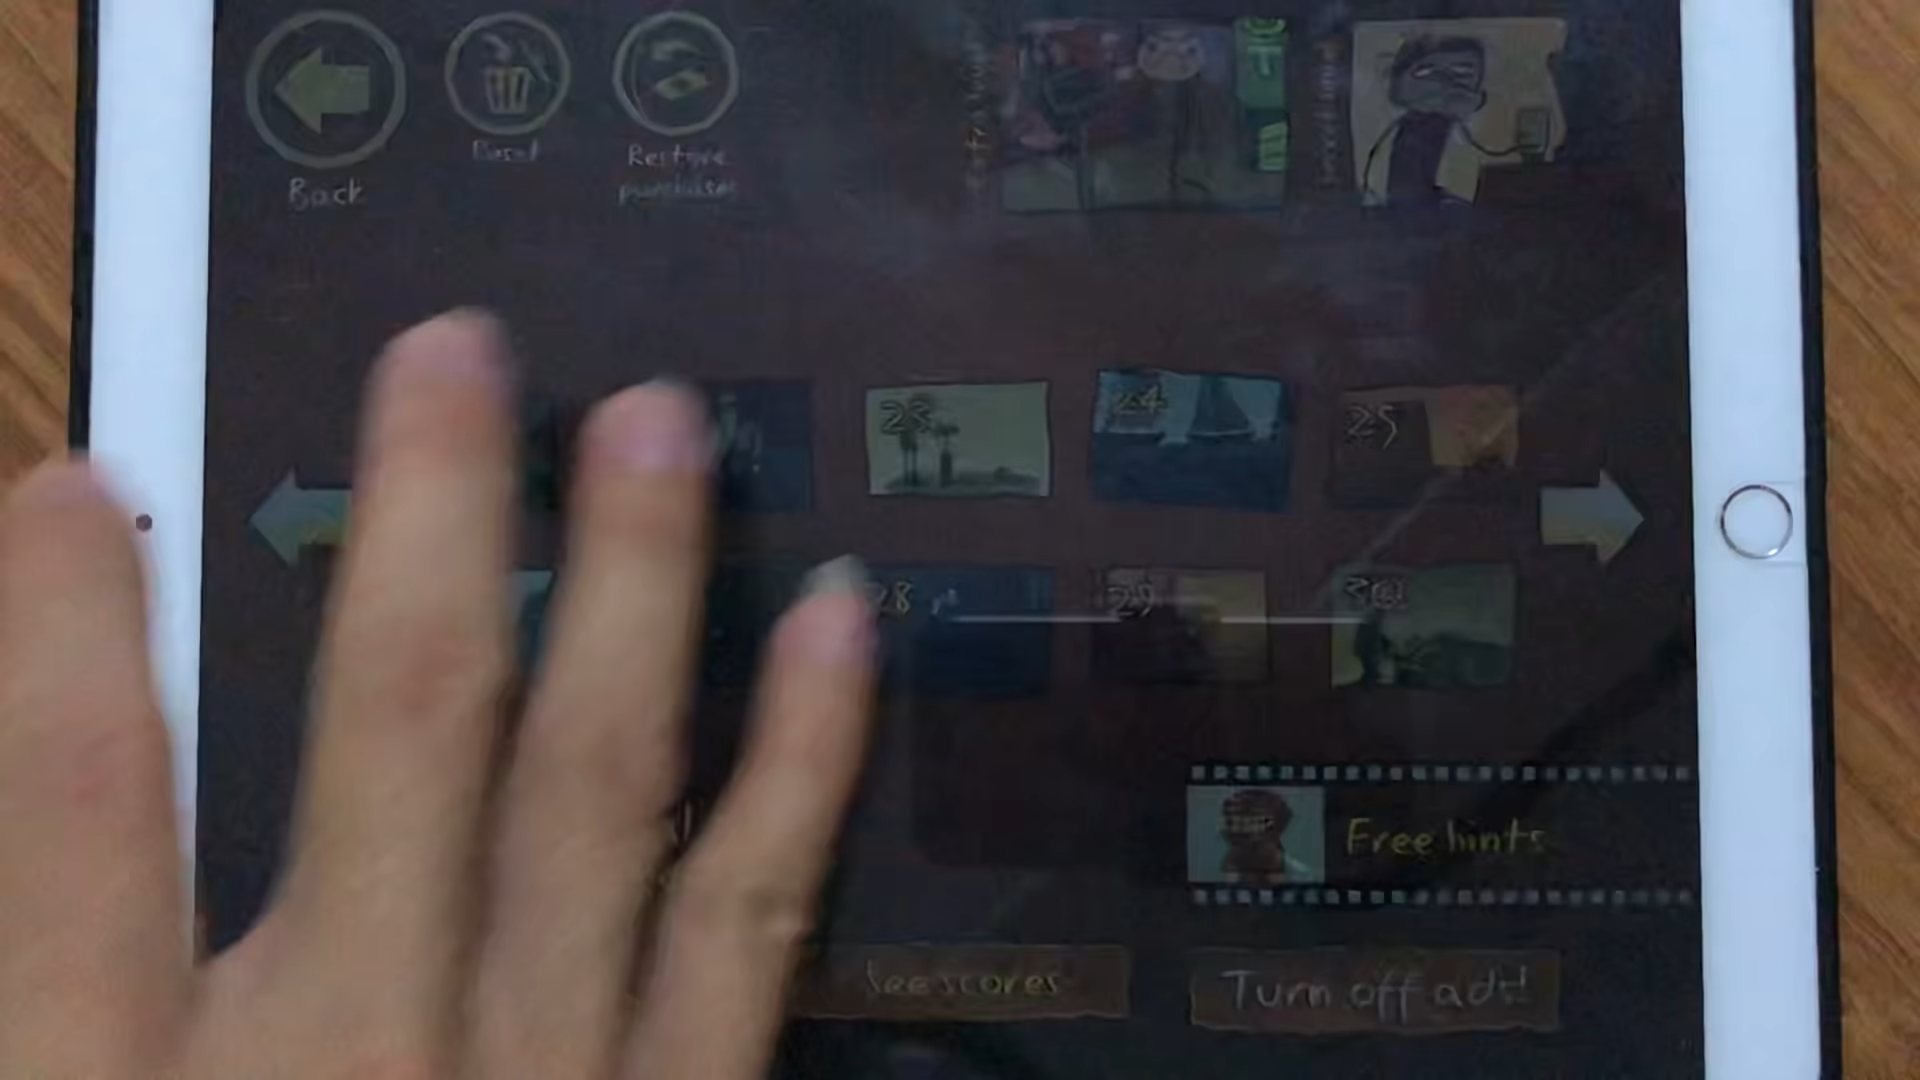 Back
Reset
Restore
purchases
23
24
25
28
29
30
Free hints
See scores
Turn off ads!